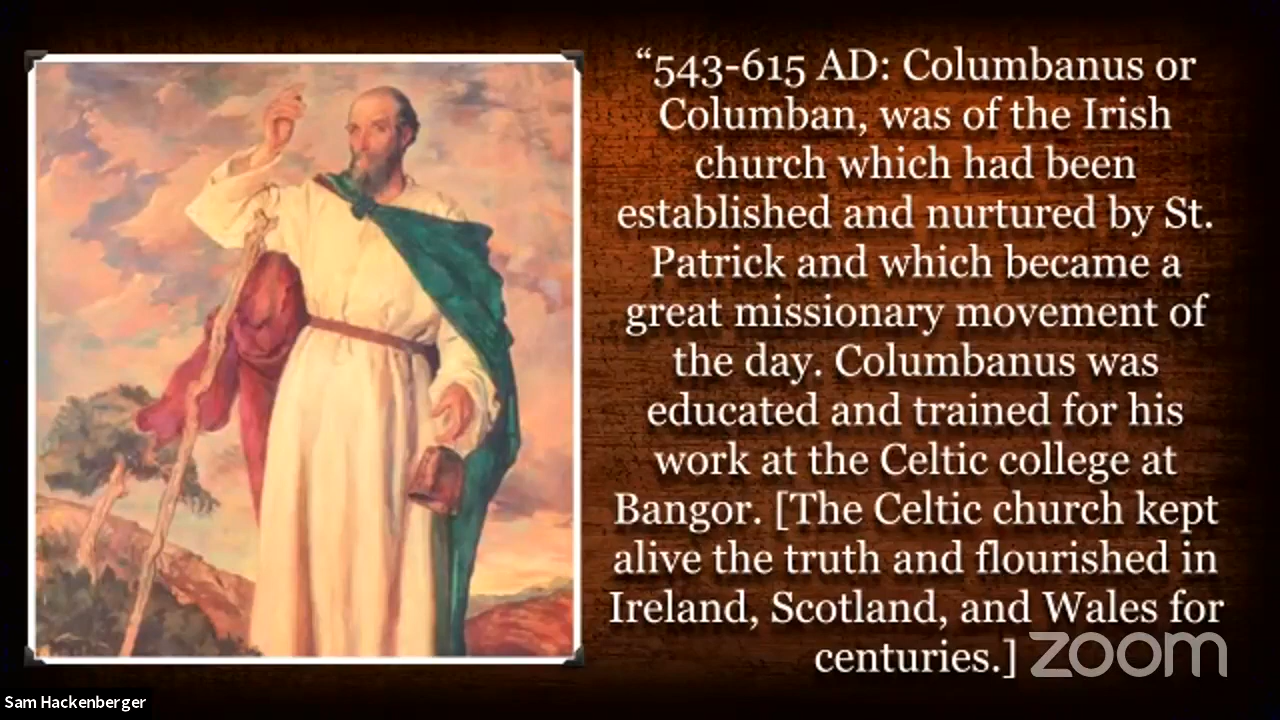 “543-615 AD: Columbanus or
Columban, was of the Irish
church which had been
established and nurtured by St.
Patrick and which became a
great missionary movement of
the day. Columbanus was
educated and trained for his
work at the Celtic college at
Bangor. [The Celtic church kept
alive the truth and flourished in
Ireland, Scotland, and Wales for
centuries.]
zoom
Sam Hackenberger